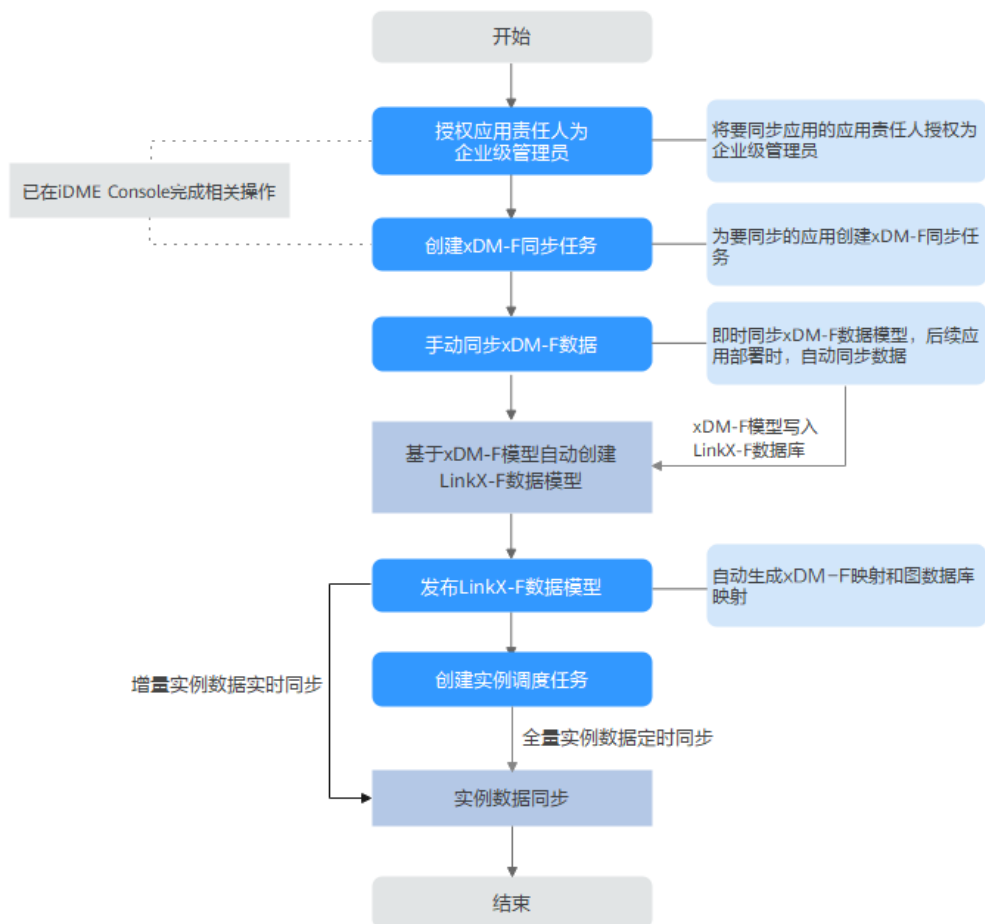 开始
授权应用责任人为
企业级管理员
将要同步应用的应用责任人授权为
企业级管理员
已在iDME Console完成相关操作
创建xDM-F同步任务
为要同步的应用创建xDM-F同步任
务
手动同步xDM-F数据
即时同步xDM-F数据模型，后续应
用部署时，自动同步数据
xDM-F模型写入
LinkX-F数据库
基于xDM-F模型自动创建
LinkX-F数据模型
发布LinkX-F数据模型
自动生成xDM-F映射和图数据库
映射
增量实例数据实时同步
创建实例调度任务
全量实例数据定时同步
实例数据同步
结束